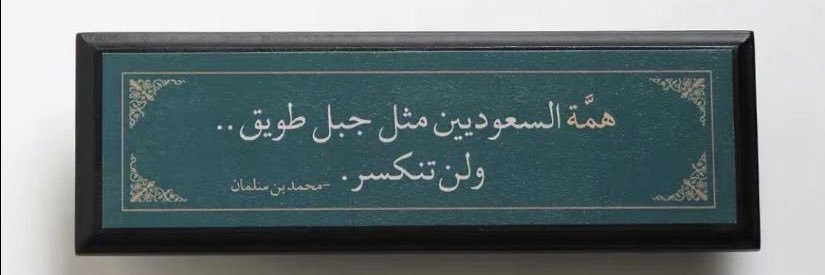 همَّة السعوديين مثل جبل طويق..
ولن تنكسر. -محمد بن سلمان